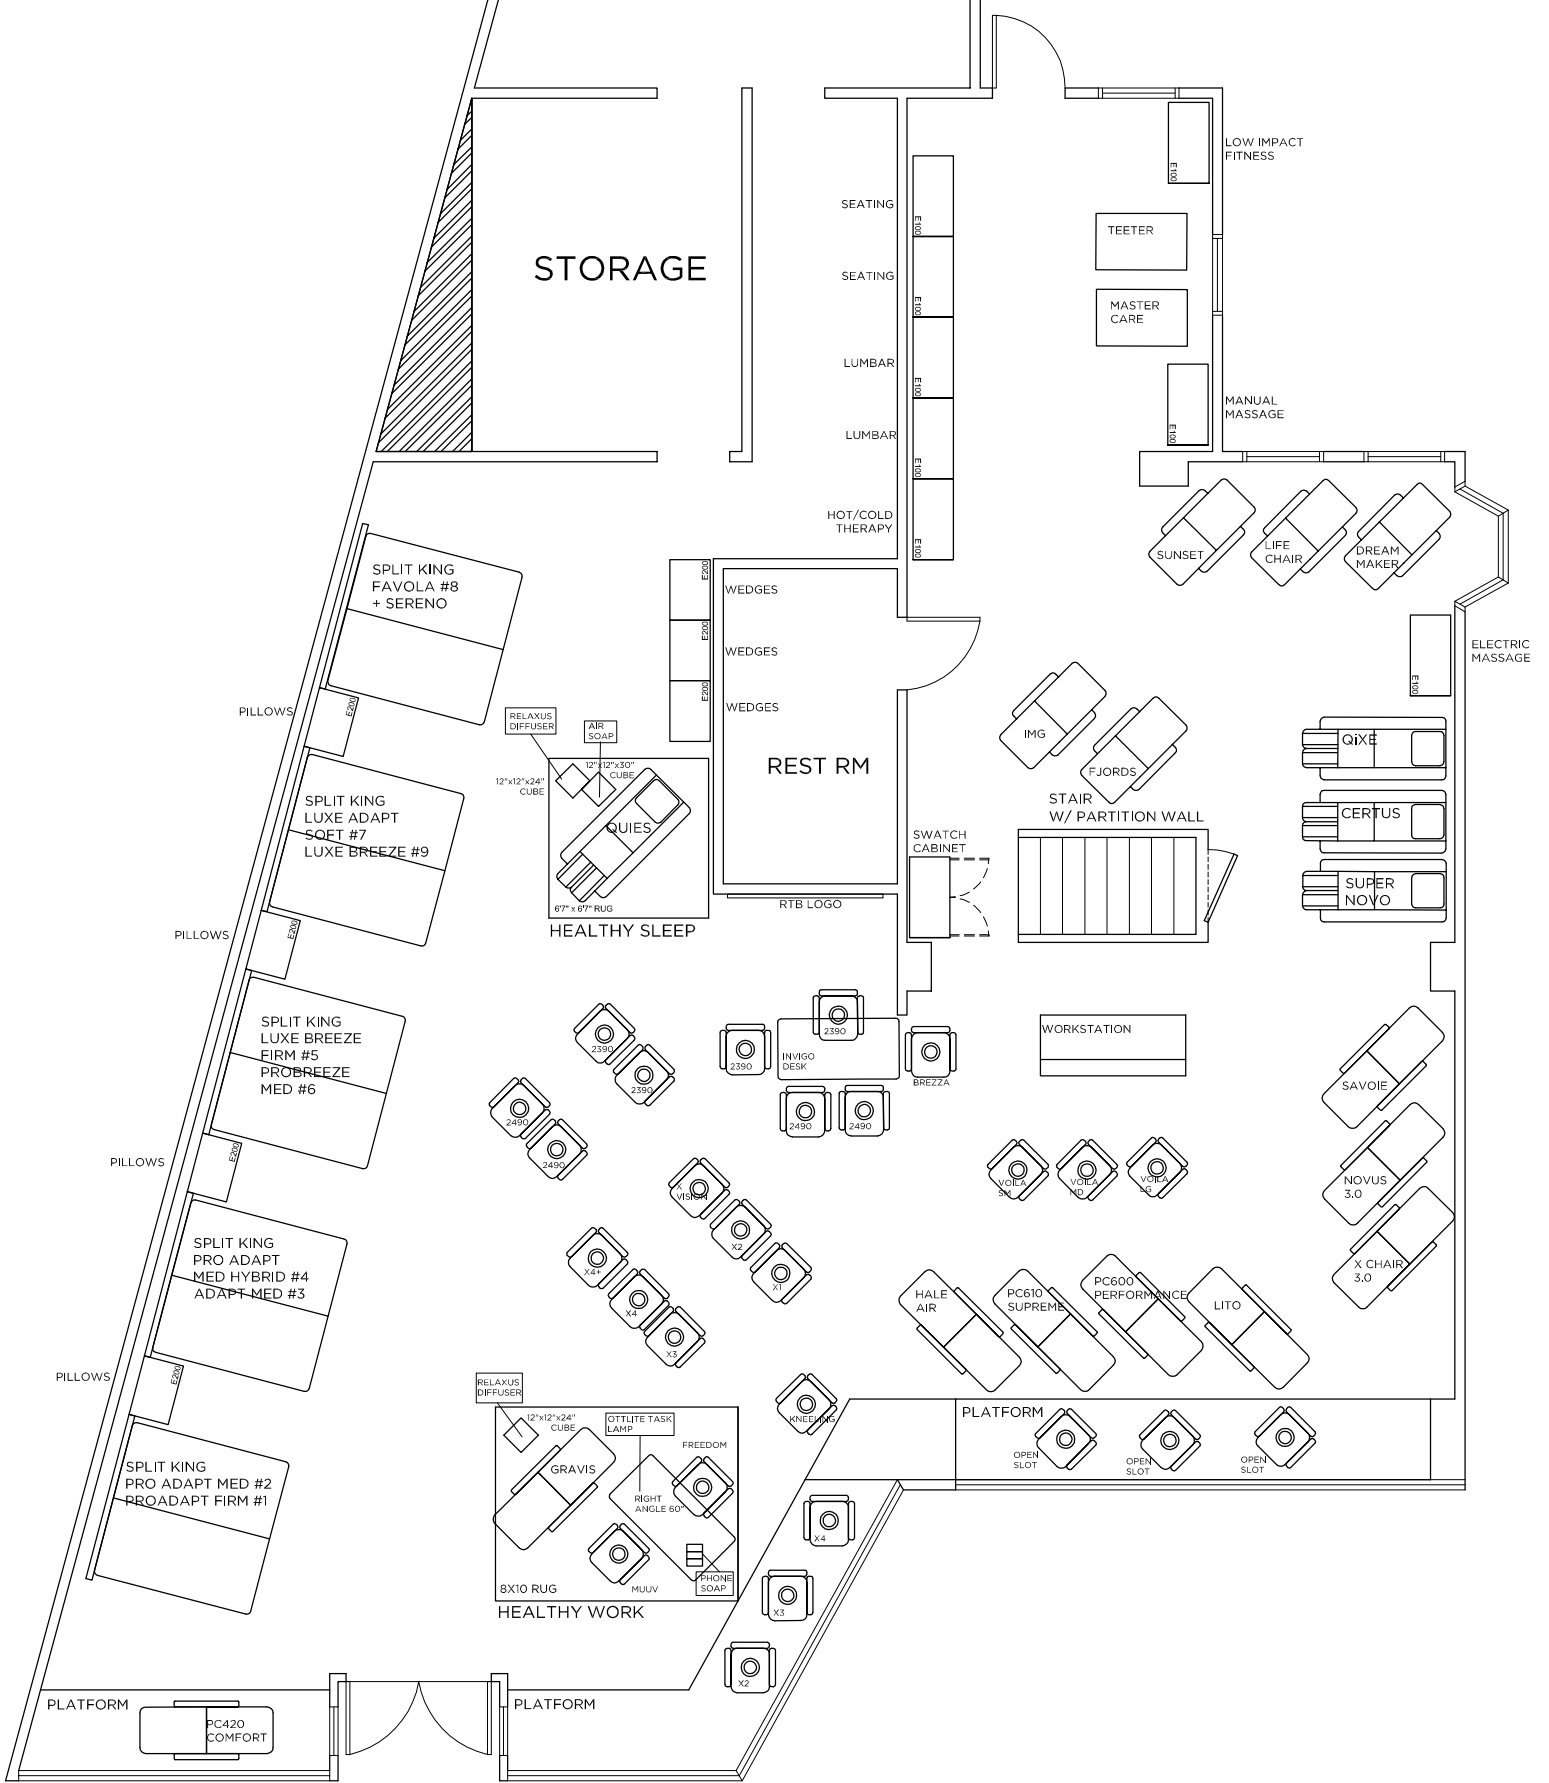 LOW IMPACT
FITNESS
E100
SEATING
E100
TEETER
STORAGE
SEATING
E100
MASTER
CARE
LUMBAR
E100
MANUAL
MASSAGE
E100
LUMBAR
E100
HOT/COLD
THERAPY
E100
SUNSET
LIFE
CHAIR
DREAM
MAKER
SPLIT KING
FAVOLA #8
+ SERENO
E200
WEDGES
E200
WEDGES
E200
WEDGES
ELECTRIC
MASSAGE
E100
PILLOWS
E200
RELAXUS
DIFFUSER
AIR
SOAP
12"x12"x30"
CUBE
12"x12"x24"
CUBE
QUIES
6'7" x 6'7" RUG
HEALTHY SLEEP
REST RM
RTB LOGO
IMG
FJORDS
QiXE
CERTUS
SUPER
NOVO
STAIR
W/ PARTITION WALL
SWATCH
CABINET
SPLIT KING
LUXE ADAPT
SOFT #7
LUXE BREEZE #9
PILLOWS
E200
SPLIT KING
LUXE BREEZE
FIRM #5
PROBREEZE
MED #6
2390
2390
2390
2390
INVIGO
DESK
BREZZA
2490
2490
2490
2490
WORKSTATION
SAVOIE
NOVUS
3.0
X CHAIR
3.0
PILLOWS
E200
X
VISION
X2
X1
VOILA
SM
VOILA
MD
VOILA
LG
SPLIT KING
PRO ADAPT
MED HYBRID #4
ADAPT MED #3
X4+
X4
X3
HALE
AIR
PC610
SUPREME
PC600
PERFORMANCE
LITO
PILLOWS
E200
RELAXUS
DIFFUSER
12"x12"x24"
CUBE
OTTLITE TASK
LAMP
FREEDOM
GRAVIS
RIGHT
ANGLE 60"
MUUV
PHONE
SOAP
8X10 RUG
HEALTHY WORK
KNEELING
PLATFORM
OPEN
SLOT
OPEN
SLOT
OPEN
SLOT
SPLIT KING
PRO ADAPT MED #2
PROADAPT FIRM #1
X4
X3
X2
PLATFORM
PC420
COMFORT
PLATFORM